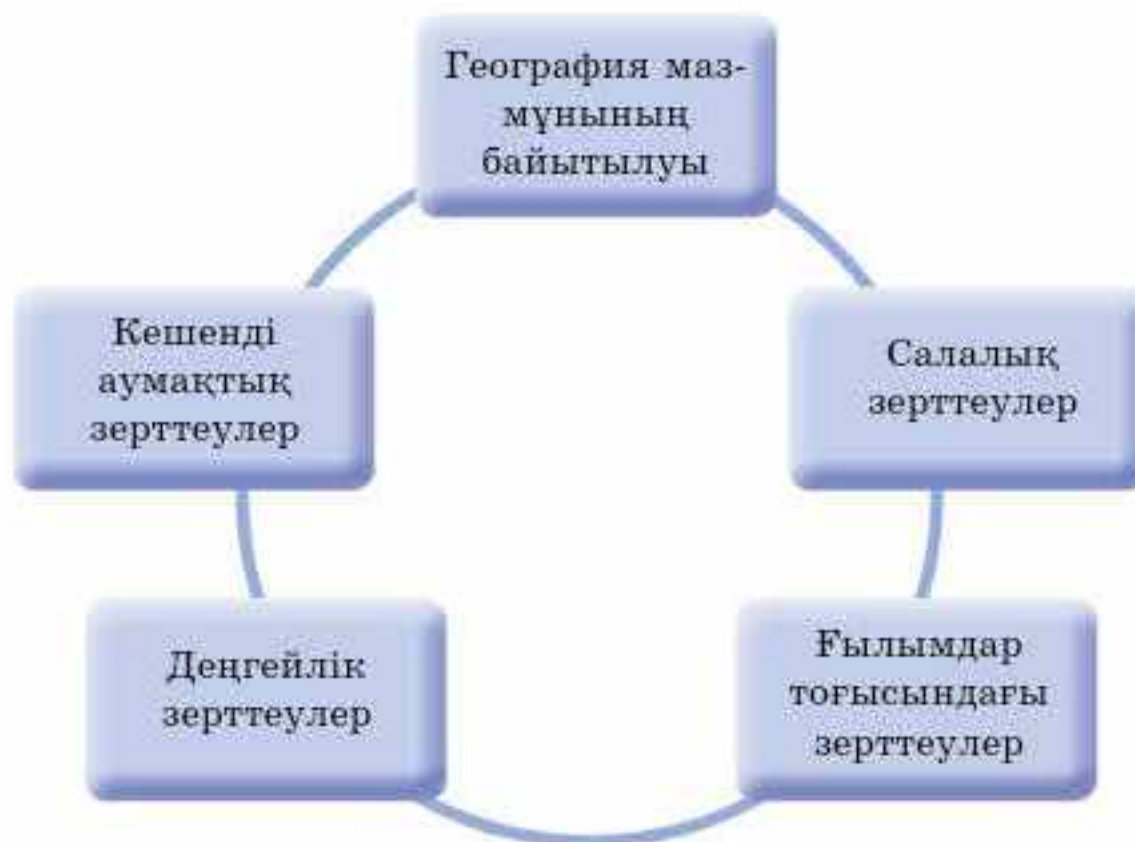 География маз-
мұнының
байытылуы
Кешенді
аумақтық
зерттеулер
Салалық
зерттеулер
Деңгейлік
зерттеулер
Ғылымдар
тоғысындағы
зерттеулер